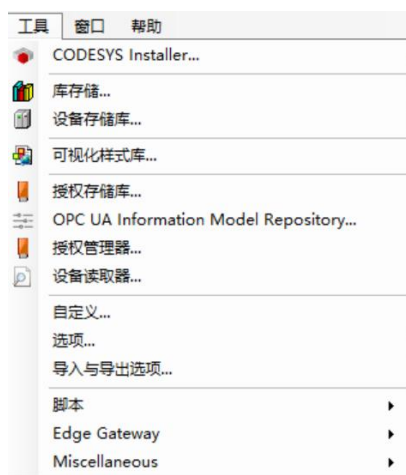 工具 窗口 帮助
CODESYS Installer...
库存储...
设备存储库...
可视化样式库...
授权存储库...
OPC UA Information Model Repository...
授权管理器...
设备读取器...
自定义...
选项...
导入与导出选项...
脚本
Edge Gateway
Miscellaneous